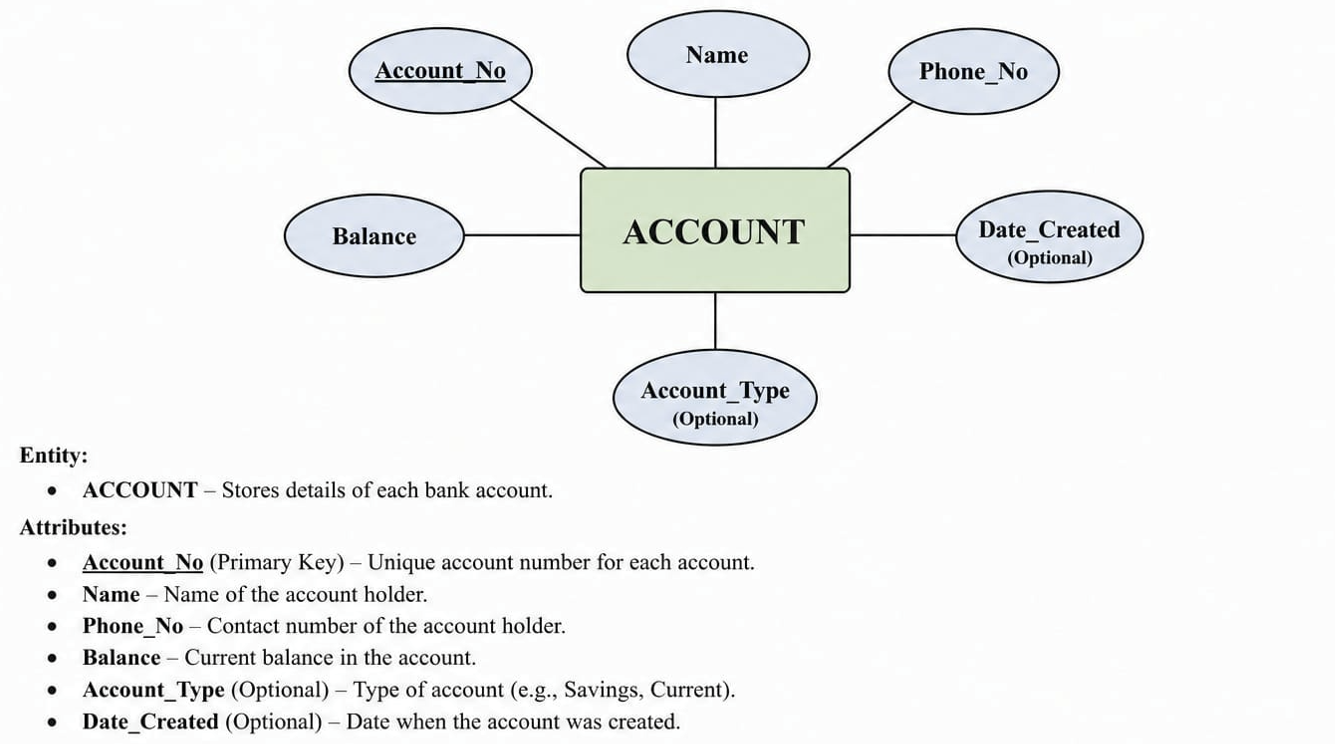 Account_No
Name
Phone_No
Balance
ACCOUNT
Date_Created
(Optional)
Account_Type
(Optional)
Entity:
• ACCOUNT – Stores details of each bank account.
Attributes:
• Account_No (Primary Key) – Unique account number for each account.
• Name – Name of the account holder.
• Phone_No – Contact number of the account holder.
• Balance – Current balance in the account.
• Account_Type (Optional) – Type of account (e.g., Savings, Current).
• Date_Created (Optional) – Date when the account was created.